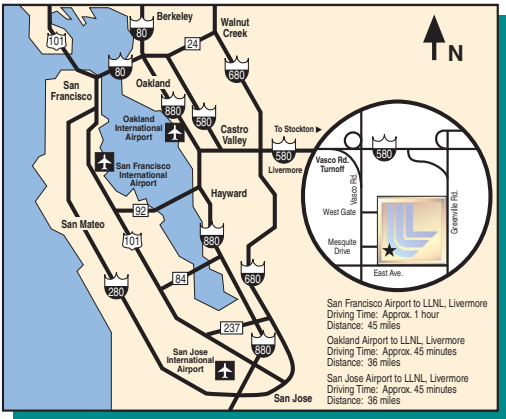 Berkeley
Walnut
Creek
101
80
24
80
680
San
Francisco
Oakland
880
580
Oakland
International
Airport
Castro
Valley
To Stockton ▶
580
Livermore
580
Vasco Rd.
Turnoff
Vasco Rd.
Greenville Rd.
West Gate
Mesquite
Drive
East Ave.
N
San Francisco
International
Airport
Hayward
92
San Mateo
101
880
680
280
84
237
880
San Jose
International
Airport
San Jose
San Francisco Airport to LLNL, Livermore
Driving Time: Approx. 1 hour
Distance: 45 miles
Oakland Airport to LLNL, Livermore
Driving Time: Approx. 45 minutes
Distance: 36 miles
San Jose Airport to LLNL, Livermore
Driving Time: Approx. 45 minutes
Distance: 36 miles